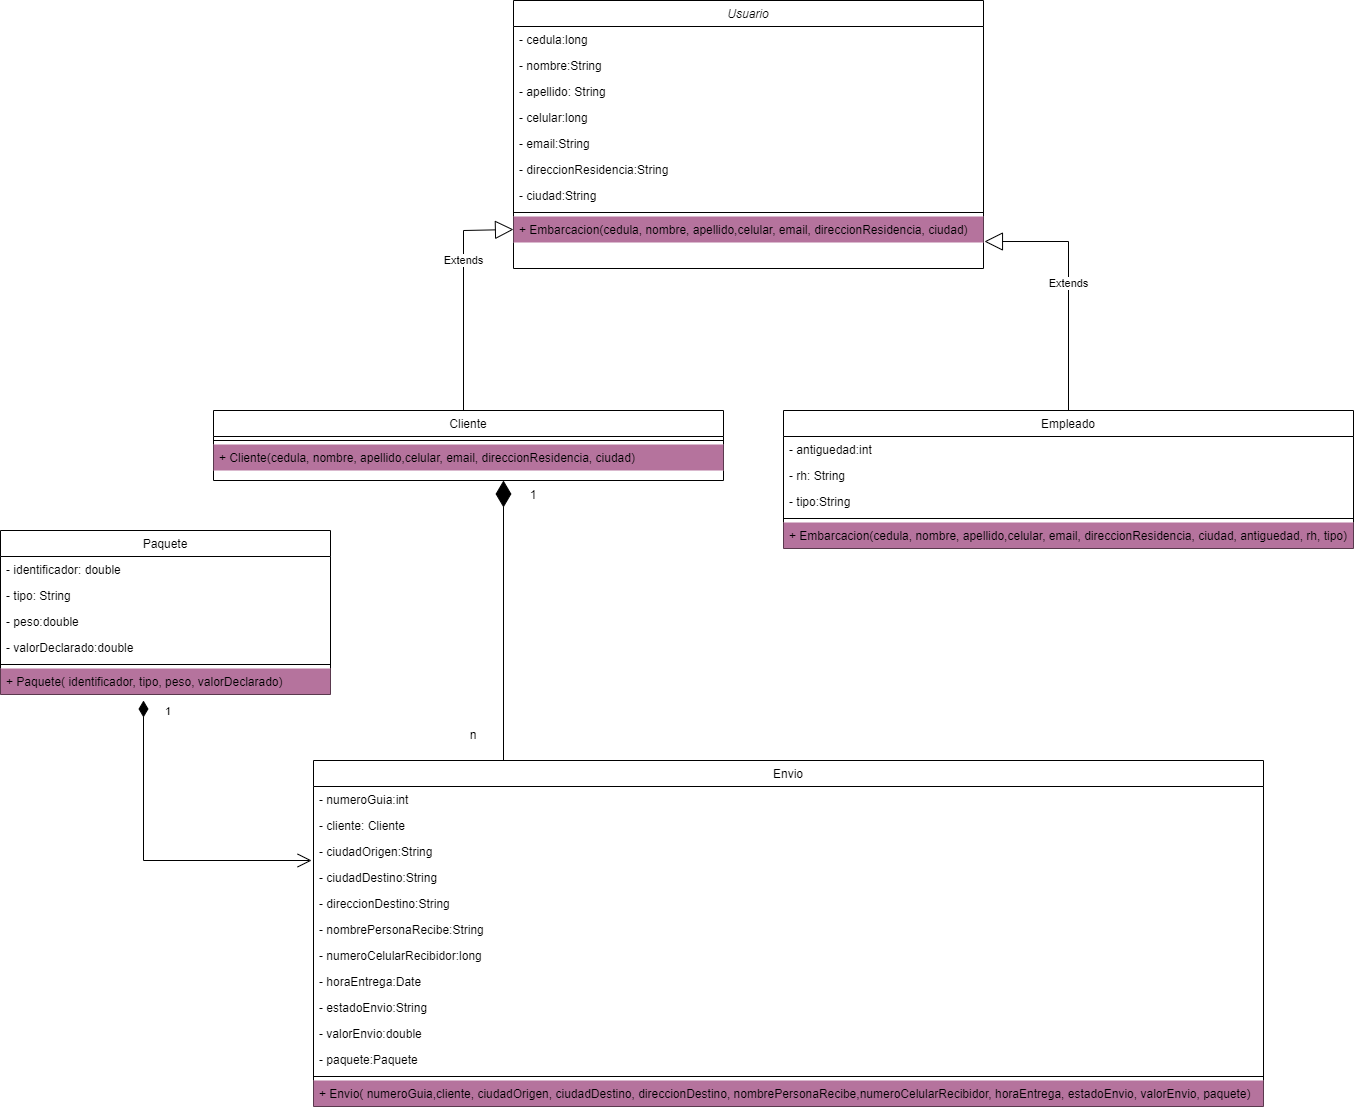 Usuario
- cedula:long
- nombre:String
- apellido: String
- celular:long
- email:String
- direccionResidencia:String
- ciudad:String
+ Embarcacion(cedula, nombre, apellido,celular, email, direccionResidencia, ciudad)
Extends
Extends
Cliente
+ Cliente(cedula, nombre, apellido,celular, email, direccionResidencia, ciudad)
1
Empleado
- antiguedad:int
- rh: String
- tipo:String
+ Embarcacion(cedula, nombre, apellido,celular, email, direccionResidencia, ciudad, antiguedad, rh, tipo)
Paquete
- identificador: double
- tipo: String
- peso:double
- valorDeclarado:double
+ Paquete( identificador, tipo, peso, valorDeclarado)
1
n
Envio
- numeroGuia:int
- cliente: Cliente
- ciudadOrigen:String
- ciudadDestino:String
- direccionDestino:String
- nombrePersonaRecibe:String
- numeroCelularRecibidor:long
- horaEntrega:Date
- estadoEnvio:String
- valorEnvio:double
- paquete:Paquete
+ Envio( numeroGuia,cliente, ciudadOrigen, ciudadDestino, direccionDestino, nombrePersonaRecibe,numeroCelularRecibidor, horaEntrega, estadoEnvio, valorEnvio, paquete)